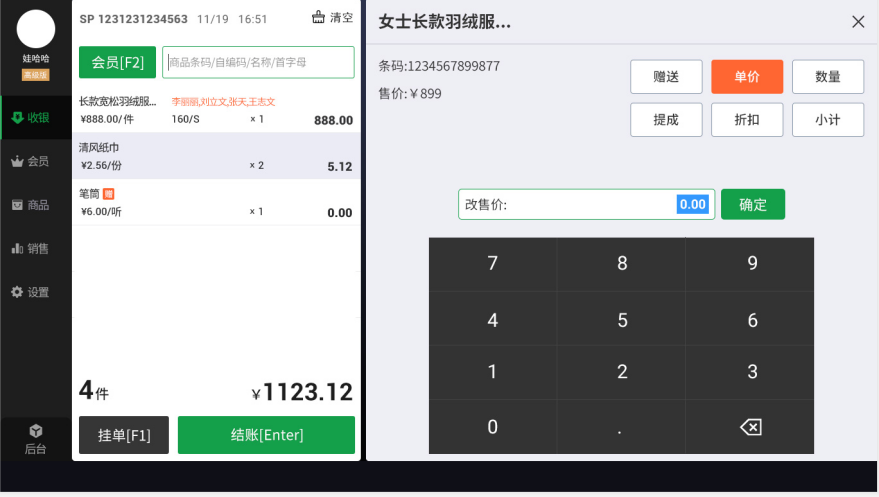 娃哈哈
高级版
收银
会员
商品
销售
设置
后台
SP 1231231234563 11/19 16:51 清空
会员[F2] 商品条码/自编码/名称/首字母
长款宽松羽绒服... 李丽丽,刘立文,张天,王志文
¥888.00/件 160/S × 1 888.00
清风纸巾
¥2.56/份 × 2 5.12
笔筒 赠
¥6.00/听 × 1 0.00
4件 ¥1123.12
挂单[F1] 结账[Enter]
女士长款羽绒服...
条码:1234567899877
售价:¥899
赠送 单价 数量
提成 折扣 小计
改售价: 0.00 确定
7 8 9
4 5 6
1 2 3
0 .